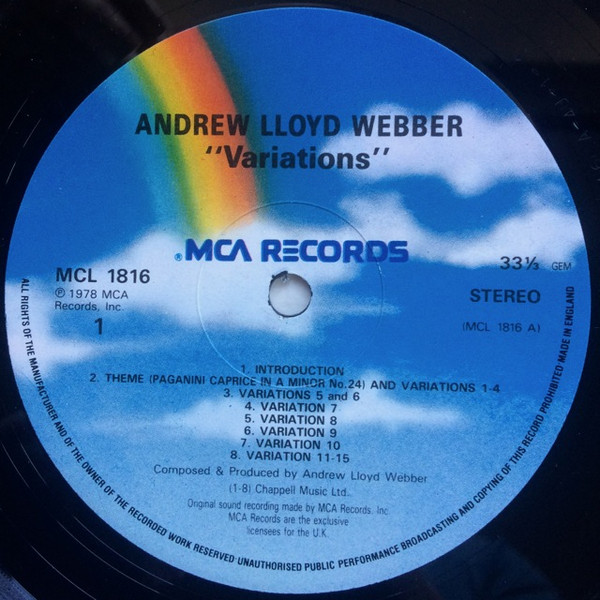 ANDREW LLOYD WEBBER
"Variations"
®MCA RECORDS
MCL 1816
℗ 1978 MCA
Records, Inc.
1
33⅓ GEM
STEREO
(MCL 1816 A)
1. INTRODUCTION
2. THEME (PAGANINI CAPRICE IN A MINOR No.24) AND VARIATIONS 1-4
3. VARIATIONS 5 and 6
4. VARIATION 7
5. VARIATION 8
6. VARIATION 9
7. VARIATION 10
8. VARIATION 11-15
Composed & Produced by Andrew Lloyd Webber
(1-8) Chappell Music Ltd.
Original sound recording made by MCA Records. Inc
MCA Records are the exclusive
licensees for the U.K.
ALL RIGHTS OF THE MANUFACTURER AND OF THE OWNER OF THE RECORDED WORK RESERVED UNAUTHORISED PUBLIC PERFORMANCE BROADCASTING AND COPYING OF THIS RECORD PROHIBITED MADE IN ENGLAND